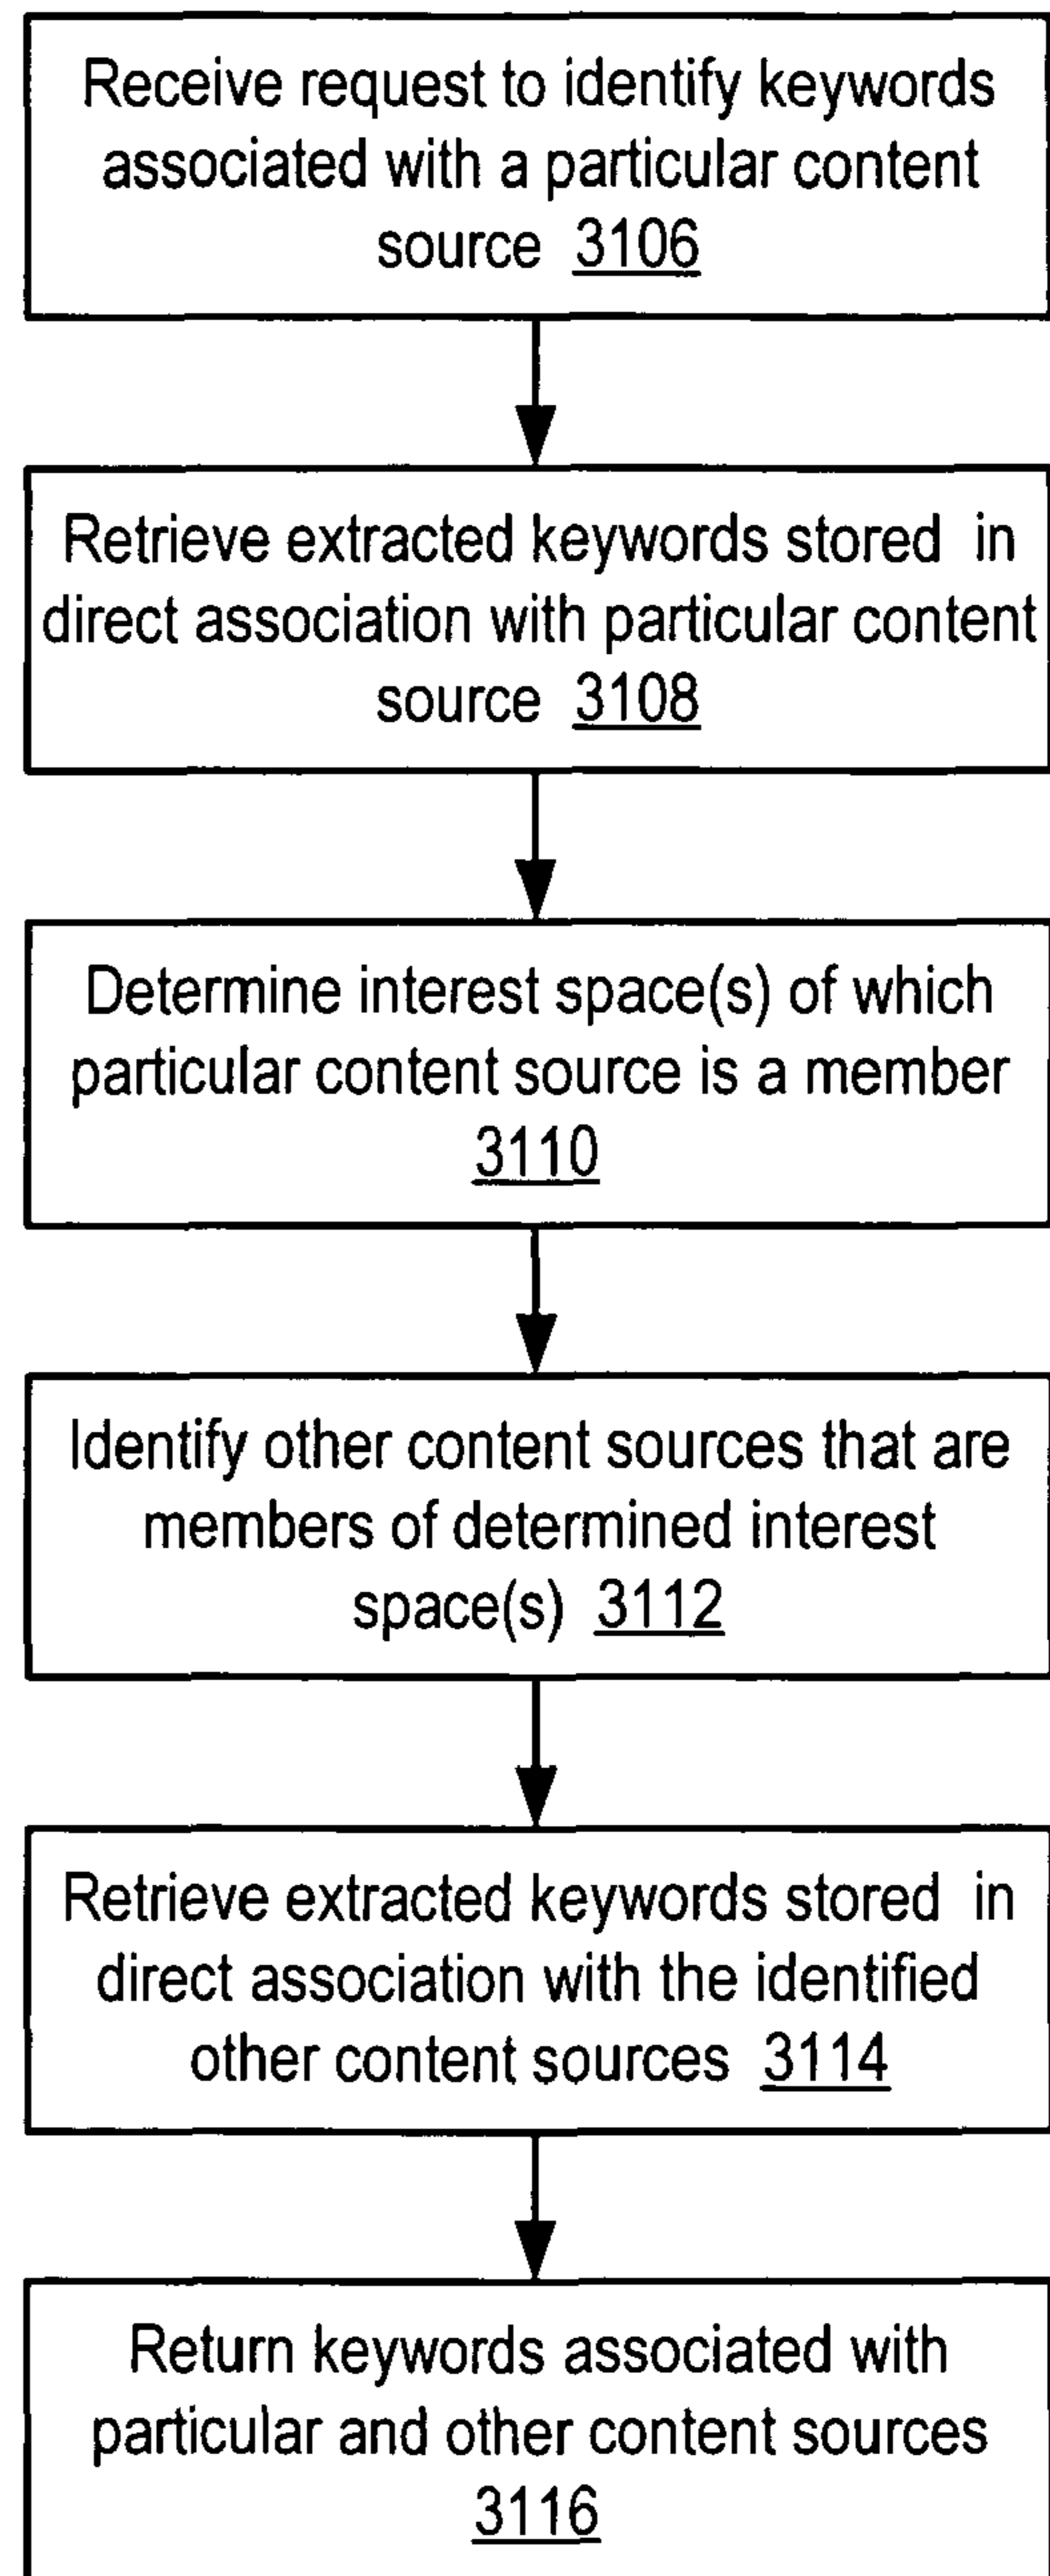 Receive request to identify keywords
associated with a particular content
source 3106
Retrieve extracted keywords stored in
direct association with particular content
source 3108
Determine interest space(s) of which
particular content source is a member
3110
Identify other content sources that are
members of determined interest
space(s) 3112
Retrieve extracted keywords stored in
direct association with the identified
other content sources 3114
Return keywords associated with
particular and other content sources
3116